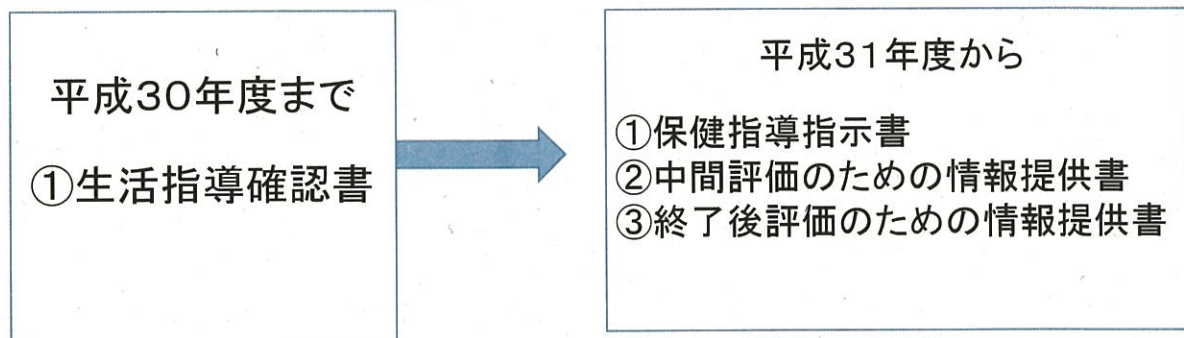 平成30年度まで
①生活指導確認書
平成31年度から
①保健指導指示書
②中間評価のための情報提供書
③終了後評価のための情報提供書